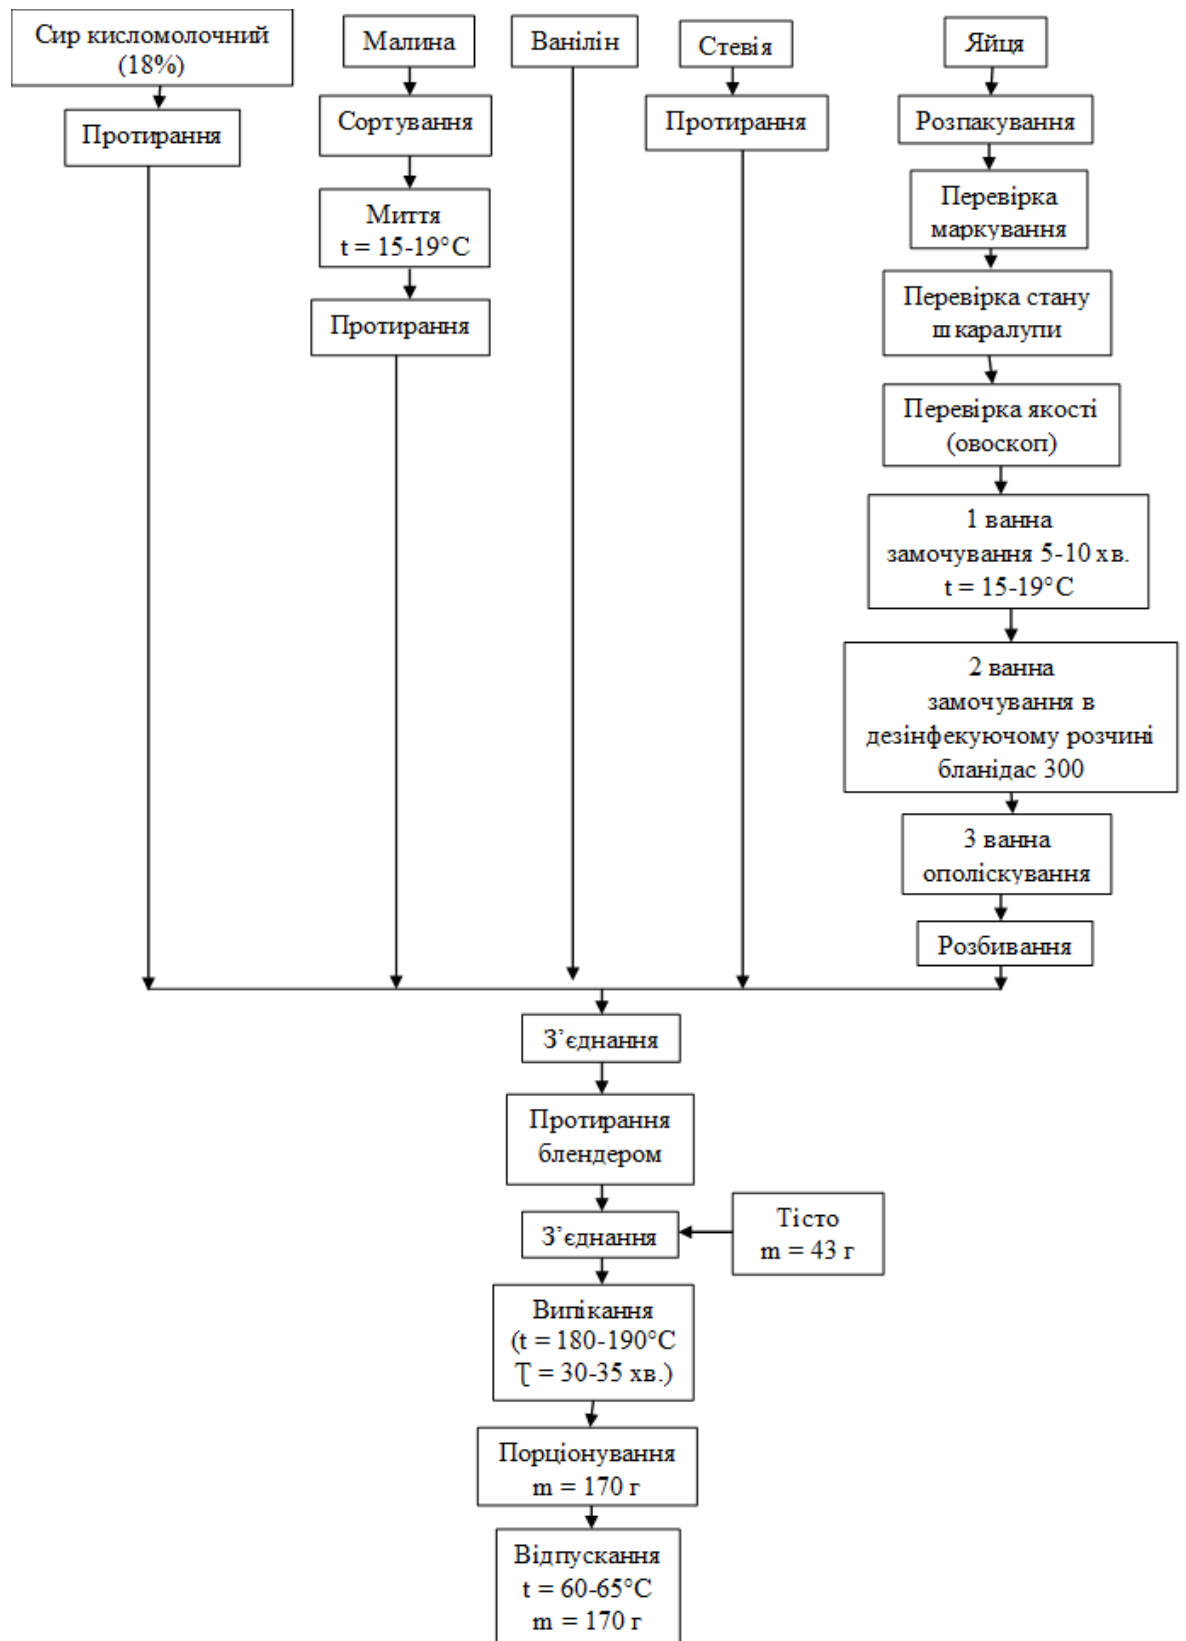 Сир кисломолочний
(18%)
Малина
Ванілін
Стевія
Яйця
Протирання
Сортування
Протирання
Розпакування
Миття
t = 15-19°C
Перевірка
маркування
Протирання
Перевірка стану
шкаралупи
Перевірка якості
(овоскоп)
1 ванна
замочування 5-10 хв.
t = 15-19°C
2 ванна
замочування в
дезінфекуючому розчині
бланідас 300
3 ванна
ополіскування
Розбивання
З’єднання
Протирання
блендером
З’єднання
Тісто
m = 43 г
Випікання
(t = 180-190°C
Ʈ = 30-35 хв.)
Порціонування
m = 170 г
Відпускання
t = 60-65°C
m = 170 г